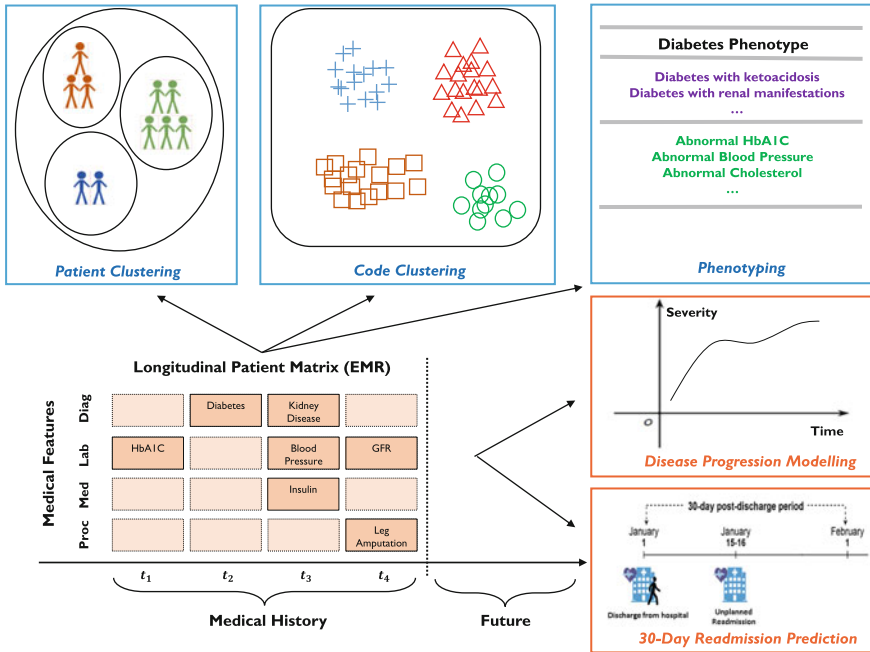 Patient Clustering
Code Clustering
Diabetes Phenotype
Diabetes with ketoacidosis
Diabetes with renal manifestations
...
Abnormal HbA1C
Abnormal Blood Pressure
Abnormal Cholesterol
...
Phenotyping
Longitudinal Patient Matrix (EMR)
Medical Features
Diag
Diabetes
Kidney
Disease
Lab
HbA1C
Blood
Pressure
GFR
Med
Insulin
Proc
Leg
Amputation
t1 t2 t3 t4
Medical History
Future
Severity
O
Time
Disease Progression Modelling
30-day post-discharge period
January
1
January
15-16
February
1
Discharge from hospital
Unplanned
Readmission
30-Day Readmission Prediction